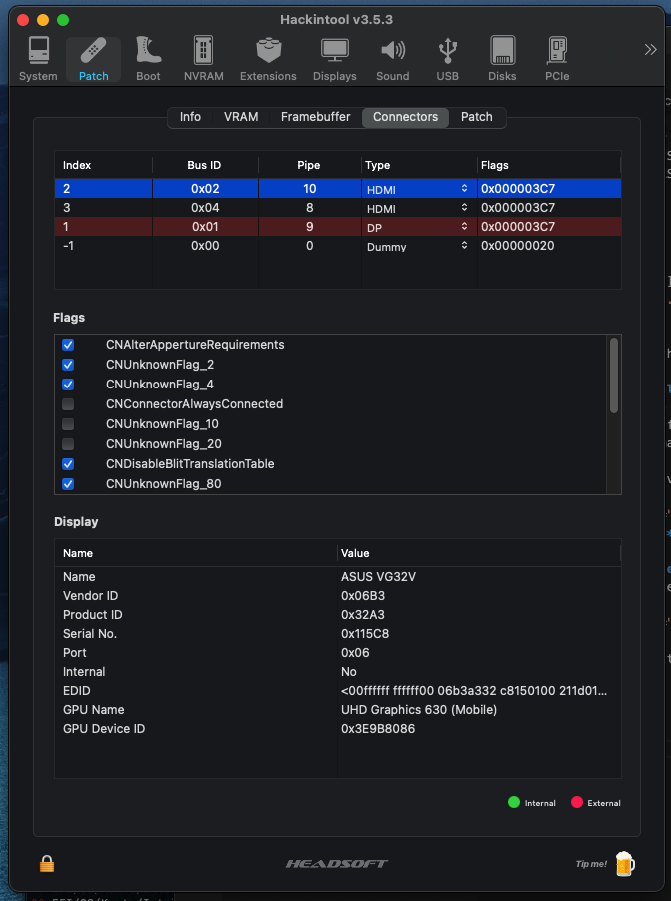 Hackintool v3.5.3
System Patch Boot NVRAM Extensions Displays Sound USB Disks PCIe
Info VRAM Framebuffer Connectors Patch
Index Bus ID Pipe Type Flags
2 0x02 10 HDMI 0x000003C7
3 0x04 8 HDMI 0x000003C7
1 0x01 9 DP 0x000003C7
-1 0x00 0 Dummy 0x00000020
Flags
CNAlterAppertureRequirements
CNUnknownFlag_2
CNUnknownFlag_4
CNConnectorAlwaysConnected
CNUnknownFlag_10
CNUnknownFlag_20
CNDisableBlitTranslationTable
CNUnknownFlag_80
Display
Name Value
Name ASUS VG32V
Vendor ID 0x06B3
Product ID 0x32A3
Serial No. 0x115C8
Port 0x06
Internal No
EDID <00ffffff ffffff00 06b3a332 c8150100 211d01...
GPU Name UHD Graphics 630 (Mobile)
GPU Device ID 0x3E9B8086
Internal External
HEADSOFT Tip me!